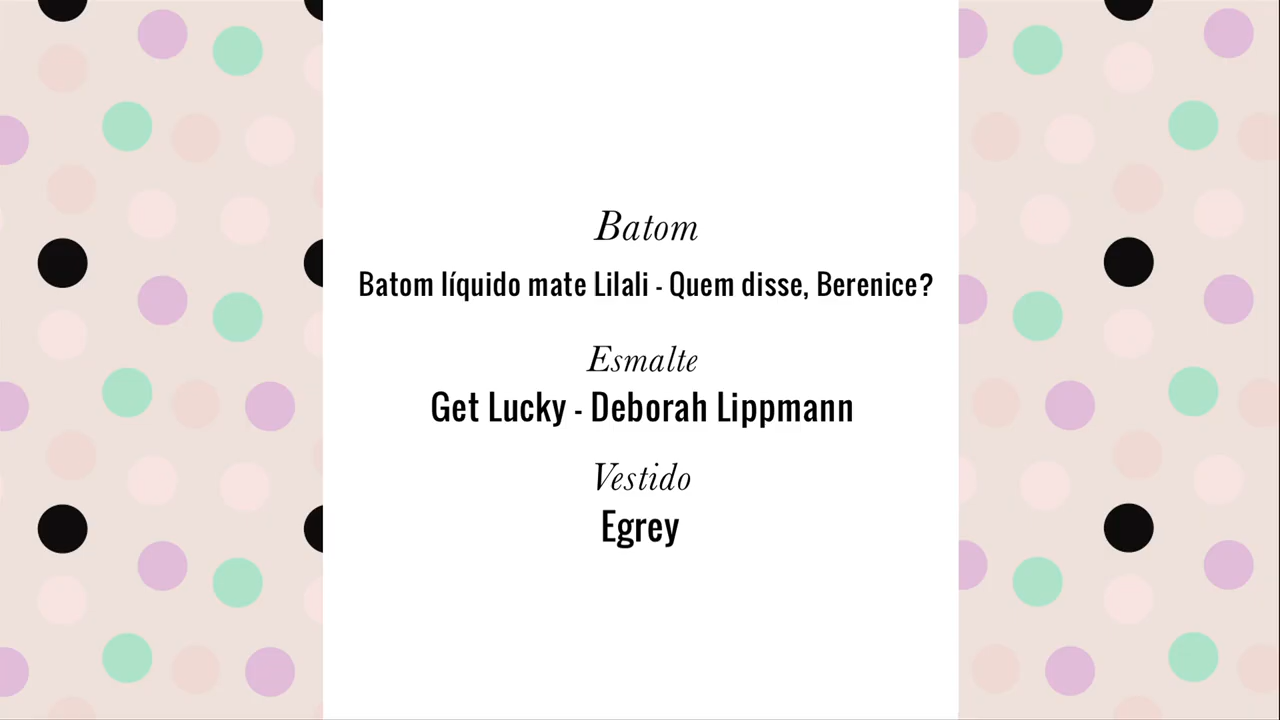 Batom
Batom líquido mate Lilali - Quem disse, Berenice?
Esmalte
Get Lucky - Deborah Lippmann
Vestido
Egrey